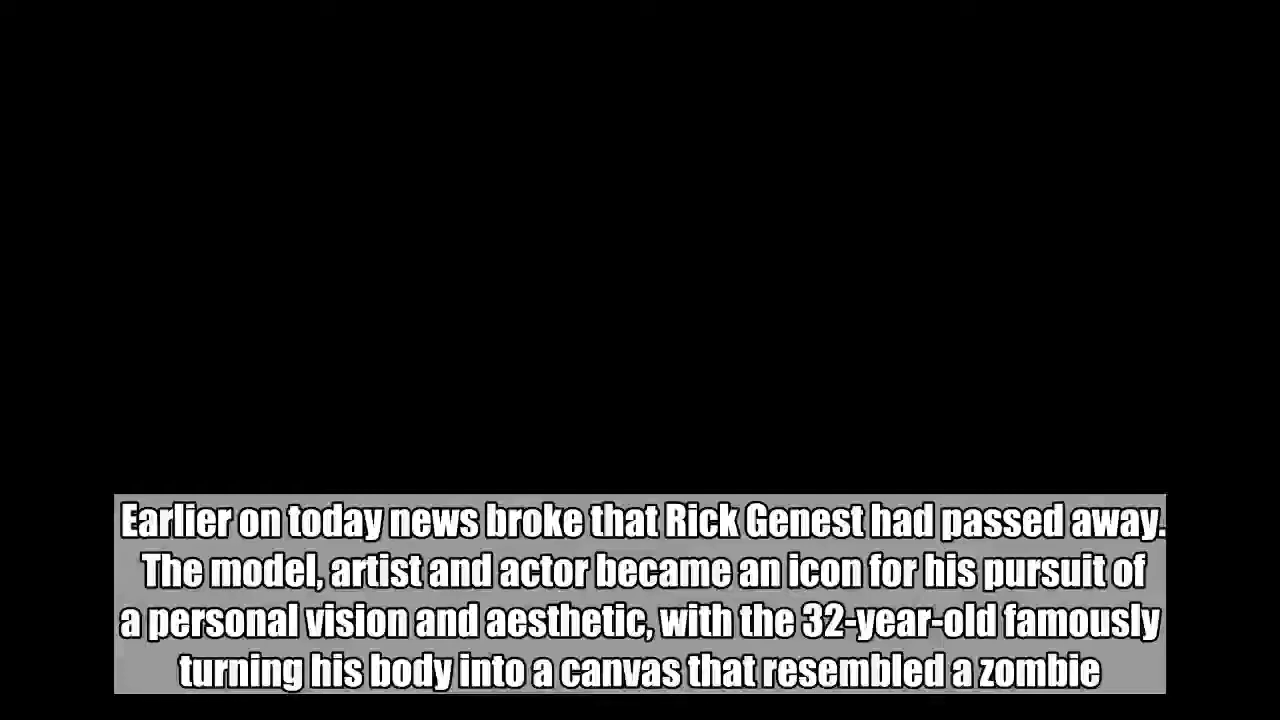 Earlier on today news broke that Rick Genest had passed away.
The model, artist and actor became an icon for his pursuit of
a personal vision and aesthetic, with the 32-year-old famously
turning his body into a canvas that resembled a zombie